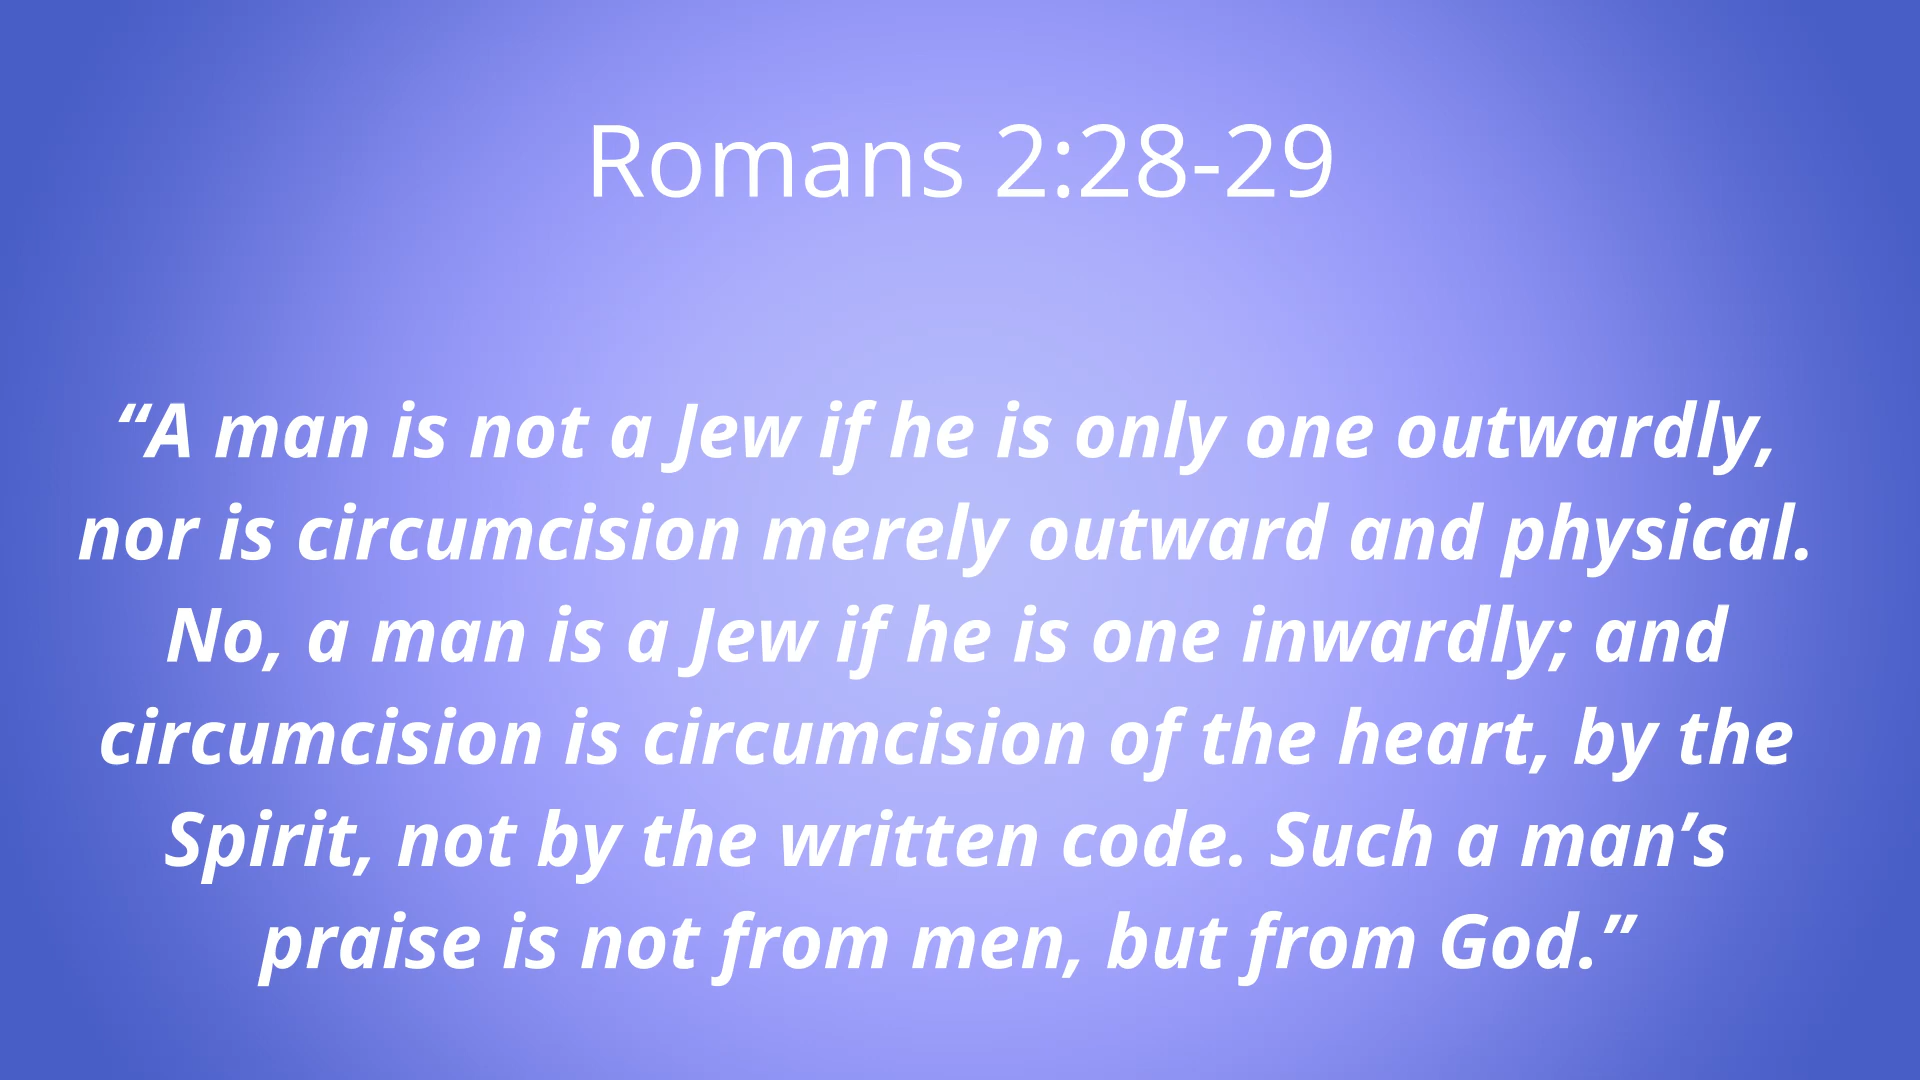 Romans 2:28-29
“A man is not a Jew if he is only one outwardly,
nor is circumcision merely outward and physical.
No, a man is a Jew if he is one inwardly; and
circumcision is circumcision of the heart, by the
Spirit, not by the written code. Such a man’s
praise is not from men, but from God.”